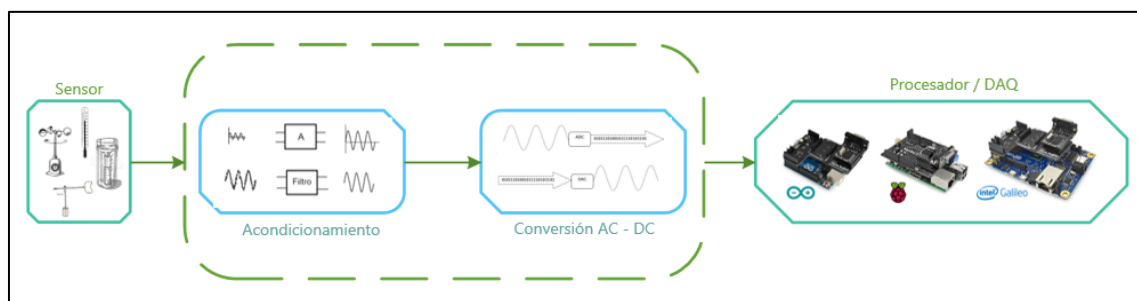 Sensor
Procesador / DAQ
A
ADC
Filtro
DAC
intel Galileo
Acondicionamiento
Conversión AC - DC